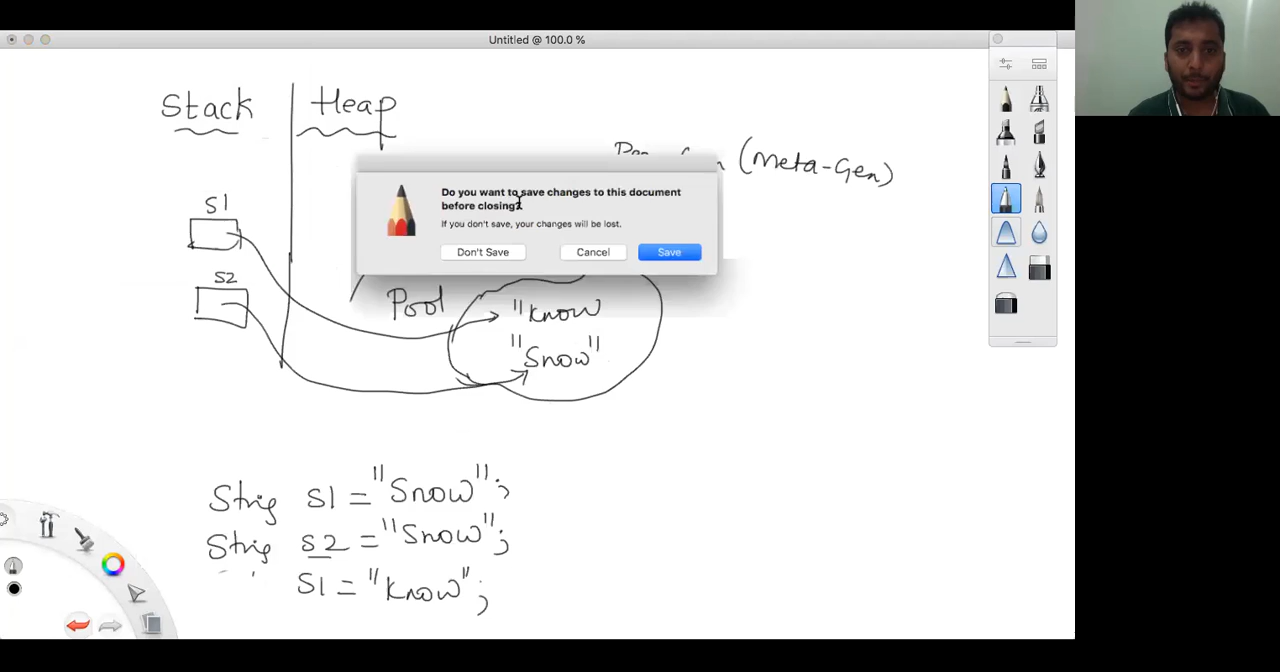 Untitled @ 100.0 %
Stack Heap
(Meta-Gen)
Do you want to save changes to this document
before closing?
If you don't save, your changes will be lost.
Don't Save Cancel Save
S1
S2
Pool
"Know
"Snow"
Strig S1 = "Snow";
Strig S2 = "Snow";
S1 = "Know";